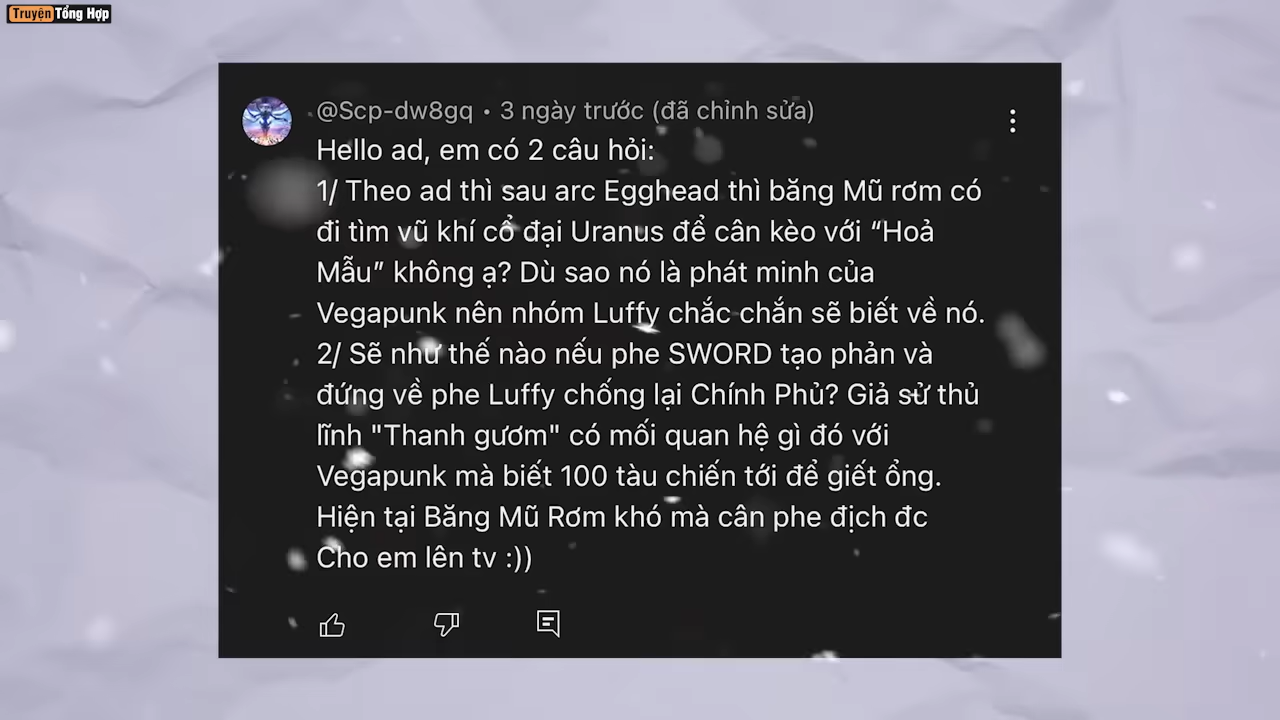 Truyện Tổng Hợp
@Scp-dw8gq • 3 ngày trước (đã chỉnh sửa)
Hello ad, em có 2 câu hỏi:
1/ Theo ad thì sau arc Egghead thì băng Mũ rơm có
đi tìm vũ khí cổ đại Uranus để cân kèo với “Hoả
Mẫu” không ạ? Dù sao nó là phát minh của
Vegapunk nên nhóm Luffy chắc chắn sẽ biết về nó.
2/ Sẽ như thế nào nếu phe SWORD tạo phản và
đứng về phe Luffy chống lại Chính Phủ? Giả sử thủ
lĩnh "Thanh gươm" có mối quan hệ gì đó với
Vegapunk mà biết 100 tàu chiến tới để giết ổng.
Hiện tại Băng Mũ Rơm khó mà cân phe địch đc
Cho em lên tv :))